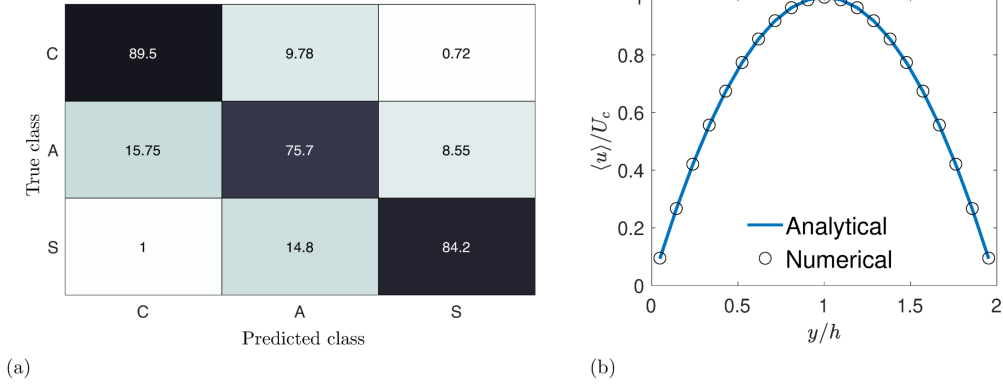 C
89.5
9.78
0.72
True class
A
15.75
75.7
8.55
S
1
14.8
84.2
C
A
S
Predicted class
(a)
1
0.8
0.6
0.4
0.2
0
⟨u⟩/U_c
Analytical
Numerical
0
0.5
1
1.5
2
y/h
(b)